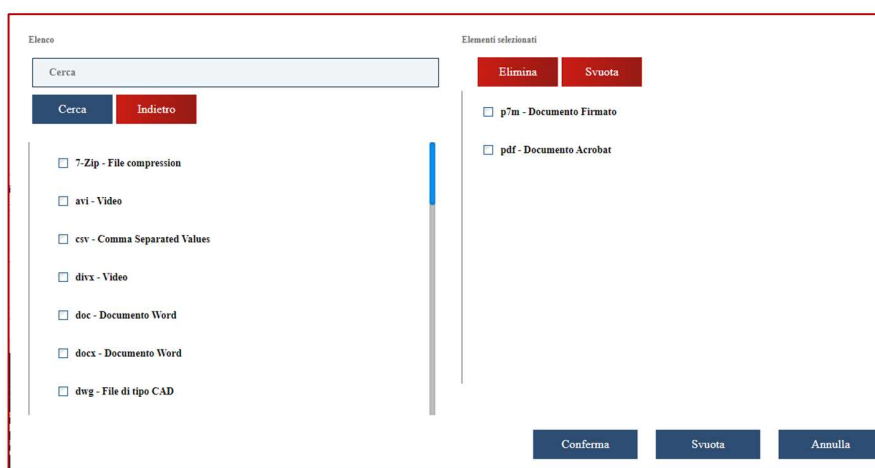 Elenco
Cerca
Cerca
Indietro
7-Zip - File compression
avi - Video
csv - Comma Separated Values
divx - Video
doc - Documento Word
docx - Documento Word
dwg - File di tipo CAD
Elementi selezionati
Elimina
Svuota
p7m - Documento Firmato
pdf - Documento Acrobat
Conferma
Svuota
Annulla